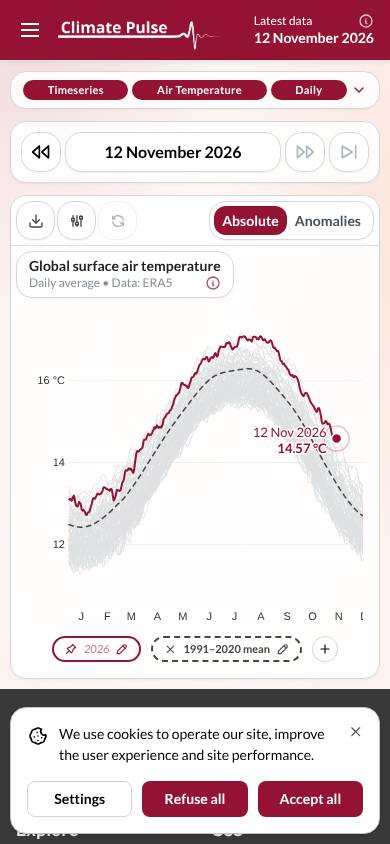 Climate Pulse
Latest data
12 November 2026
Timeseries
Air Temperature
Daily
12 November 2026
Absolute
Anomalies
Global surface air temperature
Daily average • Data: ERA5
16 °C
14
12
12 Nov 2026
14.57 °C
J F M A M J J A S O N
2026
1991–2020 mean
We use cookies to operate our site, improve
the user experience and site performance.
Settings
Refuse all
Accept all